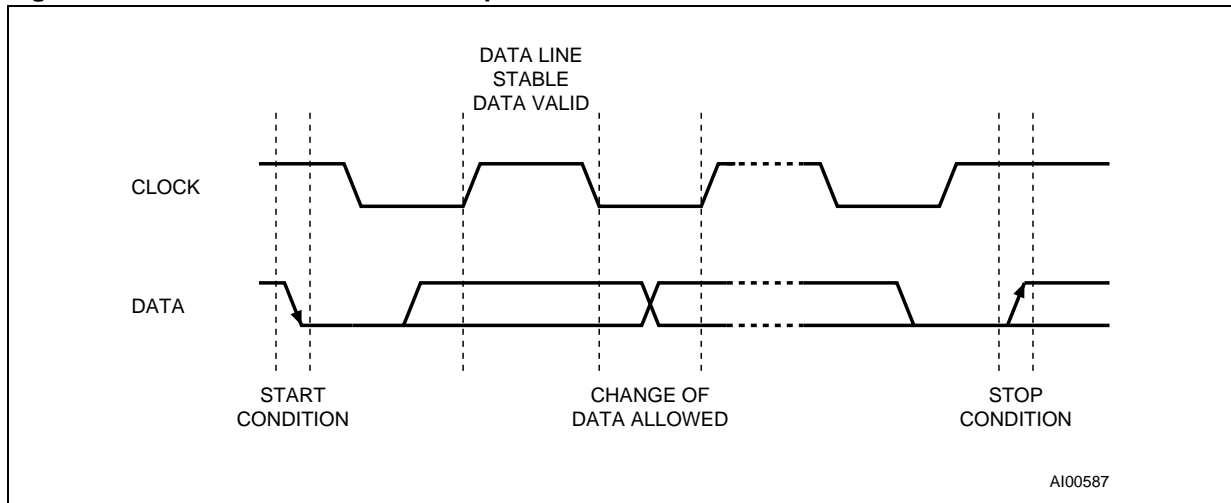 DATA LINE
STABLE
DATA VALID
CLOCK
DATA
START
CONDITION
CHANGE OF
DATA ALLOWED
STOP
CONDITION
AI00587